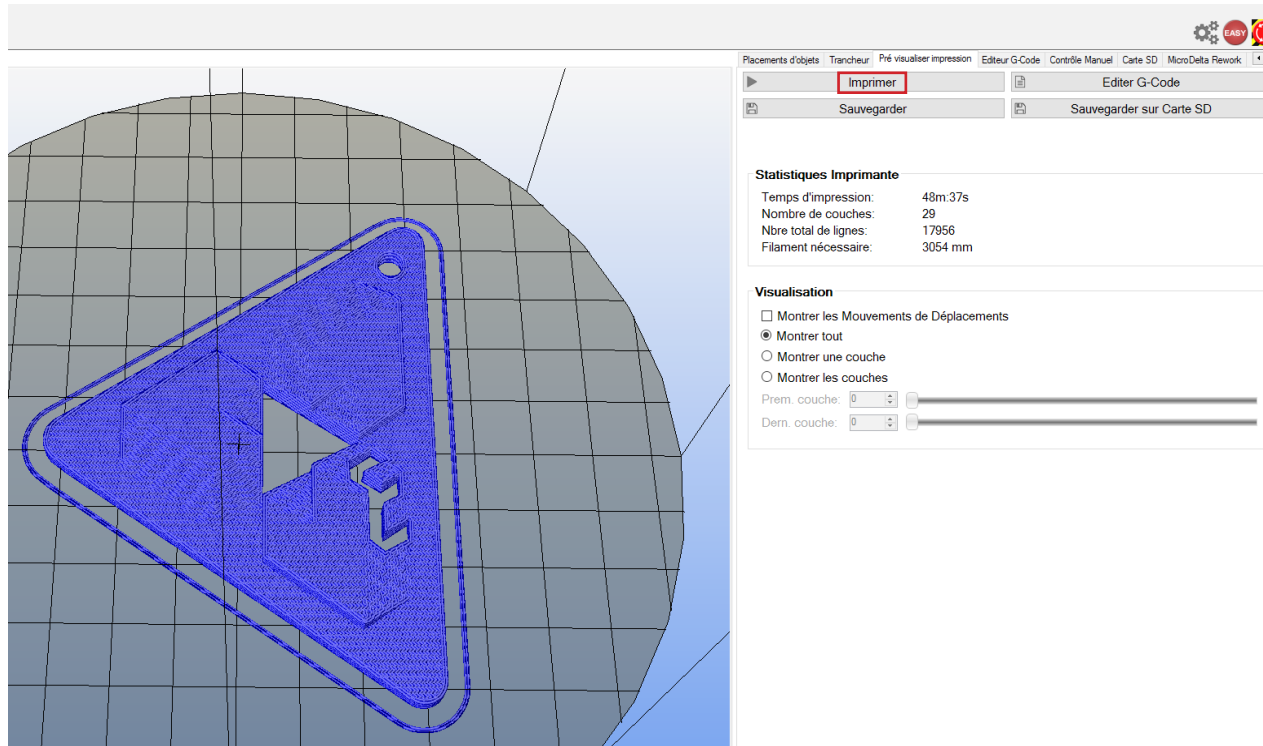 EASY
Placements d'objets Trancheur Pré visualiser impression Editeur G-Code Contrôle Manuel Carte SD MicroDelta Rework
Imprimer Editer G-Code
Sauvegarder Sauvegarder sur Carte SD
Statistiques Imprimante
Temps d'impression: 48m:37s
Nombre de couches: 29
Nbre total de lignes: 17956
Filament nécessaire: 3054 mm
Visualisation
Montrer les Mouvements de Déplacements
Montrer tout
Montrer une couche
Montrer les couches
Prem. couche: 0
Dern. couche: 0